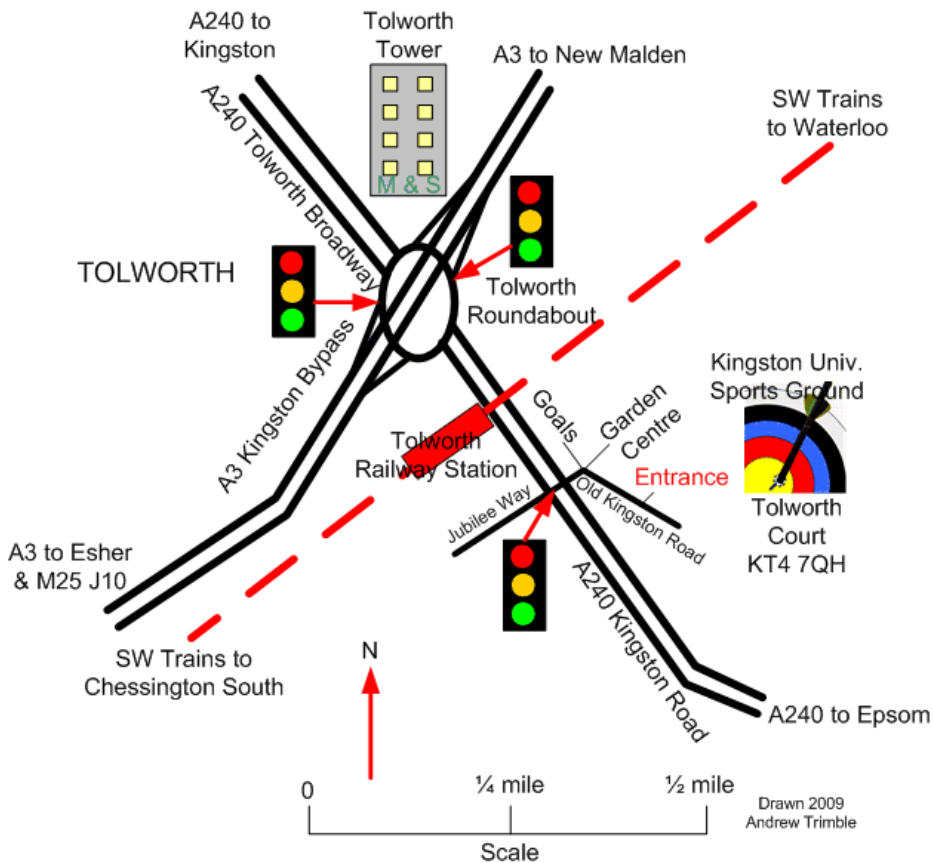 A240 to
Kingston
Tolworth
Tower
A3 to New Malden
SW Trains
to Waterloo
A240 Tolworth Broadway
M & S
TOLWORTH
Tolworth
Roundabout
A3 Kingston Bypass
Kingston Univ.
Sports Ground
Goals
Garden
Centre
Tolworth
Railway Station
Entrance
Old Kingston Road
Jubilee Way
Tolworth
Court
KT4 7QH
A3 to Esher
& M25 J10
A240 Kingston Road
SW Trains to
Chessington South
N
A240 to Epsom
0
¼ mile
½ mile
Scale
Drawn 2009
Andrew Trimble